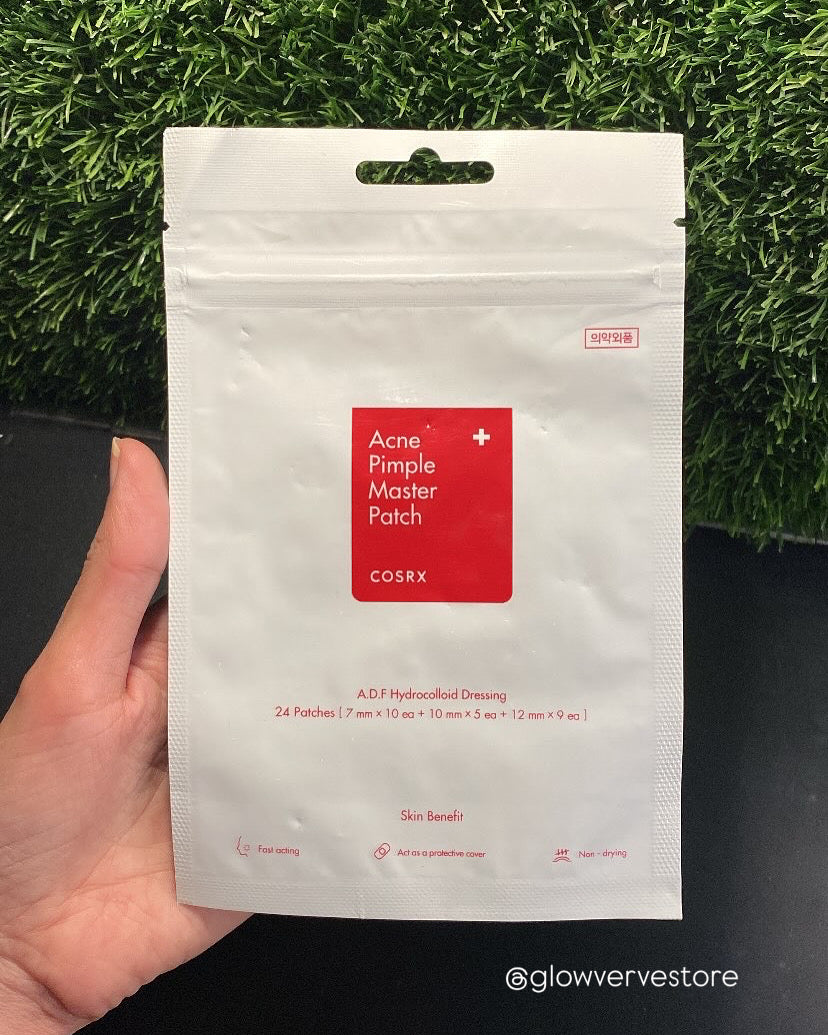 의약외품
Acne
Pimple
Master
Patch
COSRX
A.D.F Hydrocolloid Dressing
24 Patches [ 7 mm × 10 ea + 10 mm × 5 ea + 12 mm × 9 ea ]
Skin Benefit
Fast acting
Act as a protective cover
Non - drying
@glowvervestore